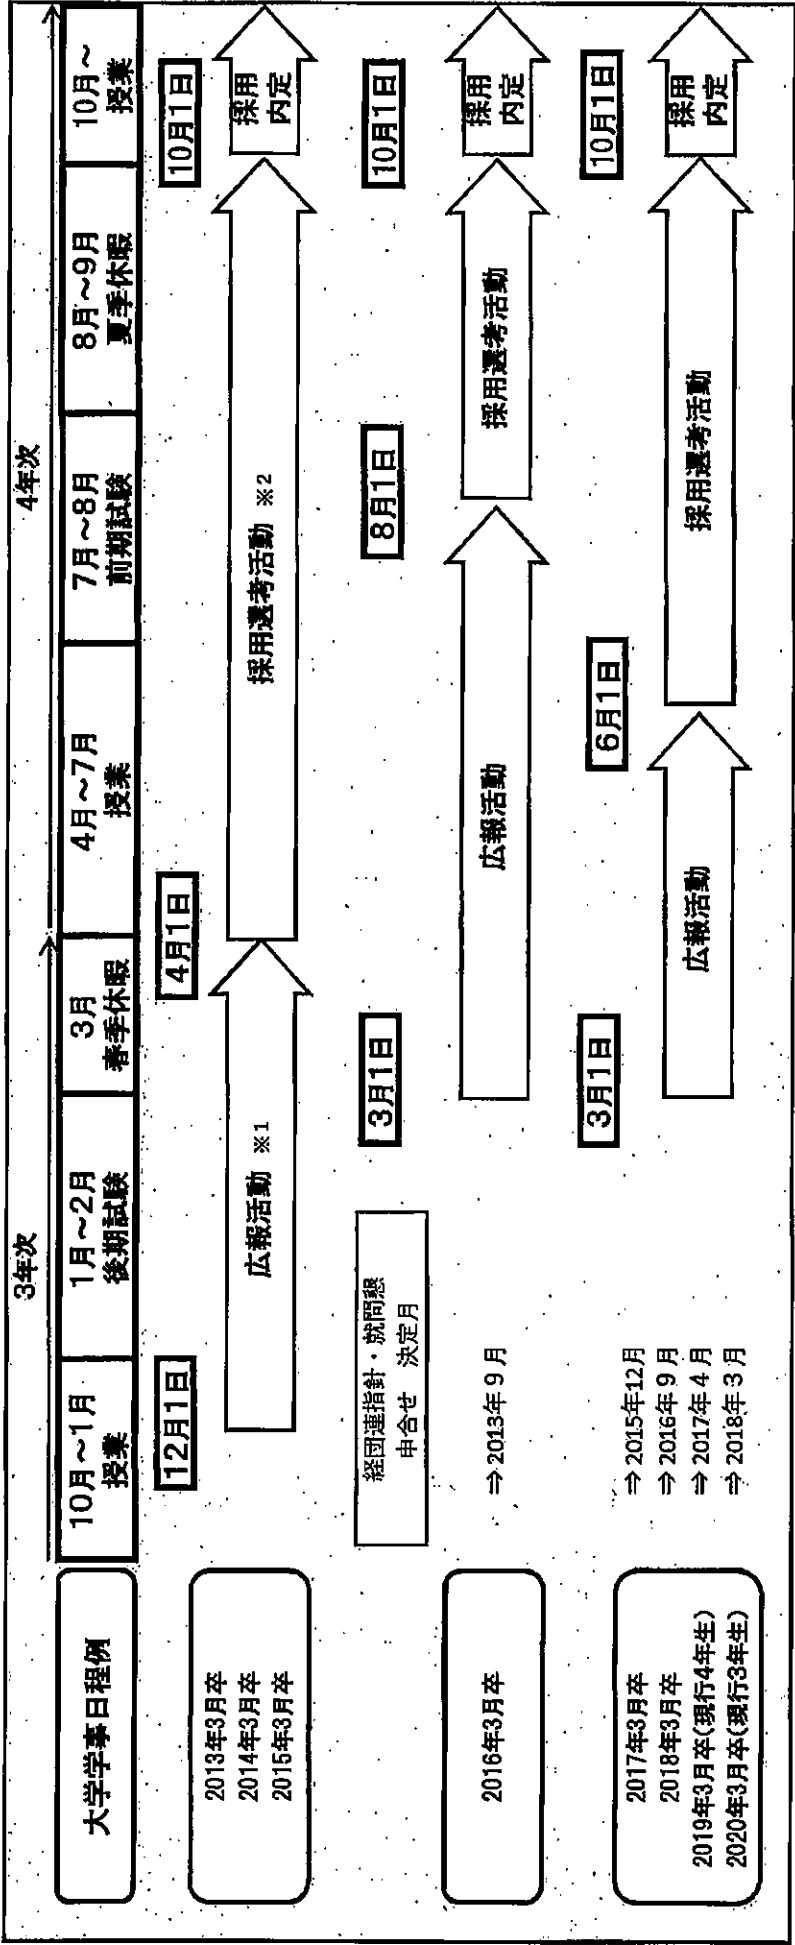 3年次
4年次
大学学事日程例
10月～1月
授業
1月～2月
後期試験
3月
春季休暇
4月～7月
授業
7月～8月
前期試験
8月～9月
夏季休暇
10月～
授業
12月1日
4月1日
10月1日
2013年3月卒
2014年3月卒
2015年3月卒
広報活動 ※1
採用選考活動 ※2
採用
内定
経団連指針・就問懇
申合せ　決定月
3月1日
8月1日
10月1日
2016年3月卒
⇒2013年9月
広報活動
採用選考活動
採用
内定
3月1日
6月1日
10月1日
2017年3月卒
2018年3月卒
2019年3月卒(現行4年生)
2020年3月卒(現行3年生)
⇒2015年12月
⇒2016年9月
⇒2017年4月
⇒2018年3月
広報活動
採用選考活動
採用
内定